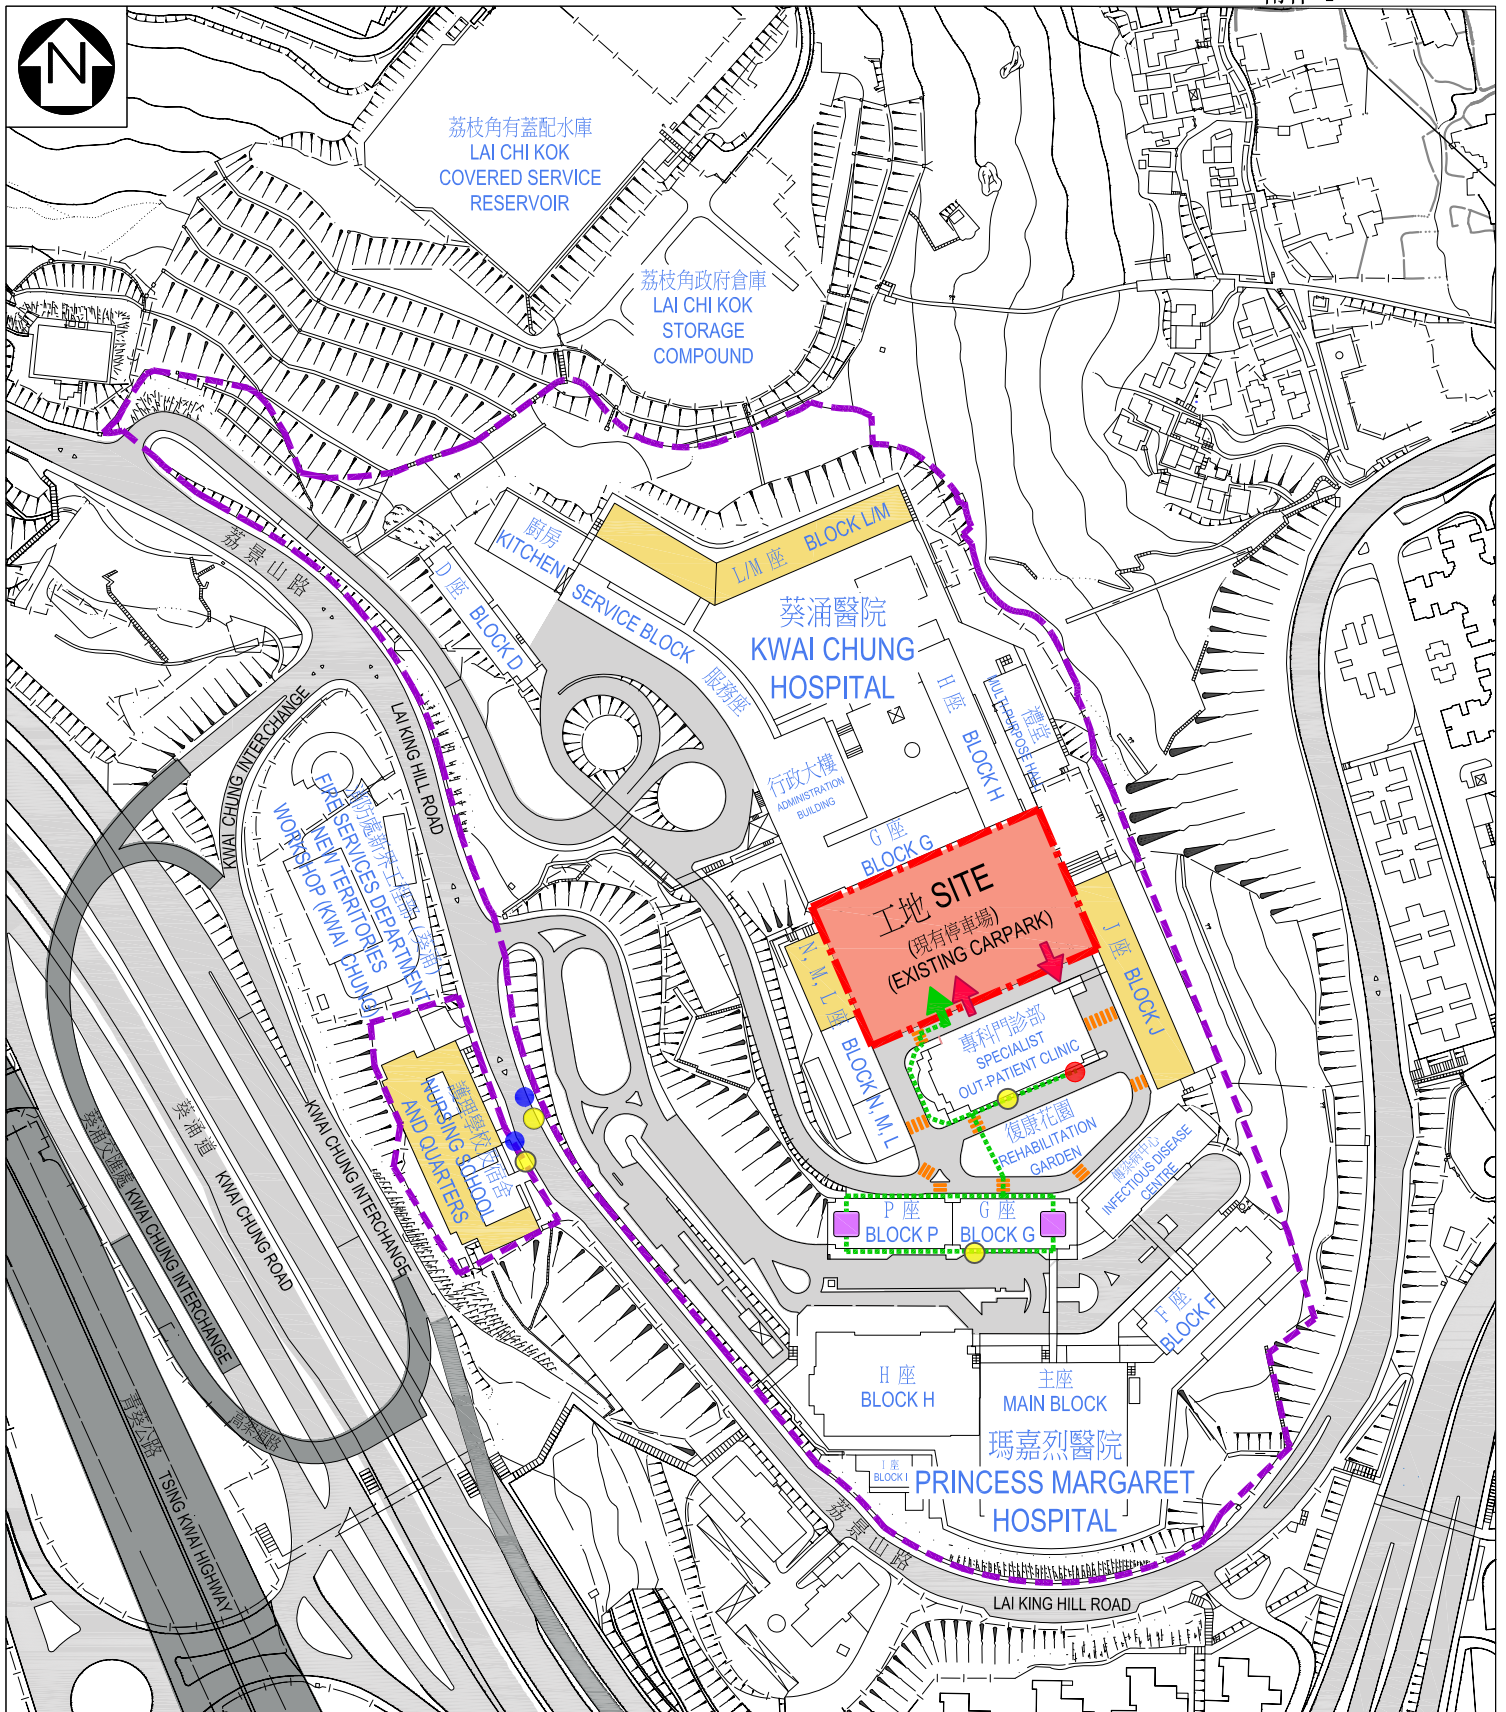 N
荔枝角有蓋配水庫
LAI CHI KOK
COVERED SERVICE
RESERVOIR
荔枝角政府倉庫
LAI CHI KOK
STORAGE
COMPOUND
荔景山路
廚房
KITCHEN
D 座 BLOCK D
SERVICE BLOCK 服務座
L/M 座 BLOCK L/M
葵涌醫院
KWAI CHUNG
HOSPITAL
H 座 BLOCK H
禮堂
MULTI-PURPOSE HALL
行政大樓
ADMINISTRATION
BUILDING
G 座
BLOCK G
LAI KING HILL ROAD
KWAI CHUNG INTERCHANGE
消防處新界工程部 (葵涌)
FIRE SERVICES DEPARTMENT
NEW TERRITORIES
WORKSHOP (KWAI CHUNG)
工地 SITE
(現有停車場)
(EXISTING CARPARK)
N, M, L 座 BLOCK N, M, L
J 座 BLOCK J
專科門診部
SPECIALIST
OUT-PATIENT CLINIC
復康花園
REHABILITATION
GARDEN
傳染病中心
INFECTIOUS DISEASE
CENTRE
護理學校及宿舍
NURSING SCHOOL
AND QUARTERS
KWAI CHUNG INTERCHANGE
葵涌道 KWAI CHUNG ROAD
葵涌交匯處 KWAI CHUNG INTERCHANGE
P 座
BLOCK P
G 座
BLOCK G
F 座
BLOCK F
H 座
BLOCK H
主座
MAIN BLOCK
瑪嘉烈醫院
PRINCESS MARGARET
HOSPITAL
I 座
BLOCK I
青葵公路 TSING KWAI HIGHWAY
高架道路
荔景山路
LAI KING HILL ROAD